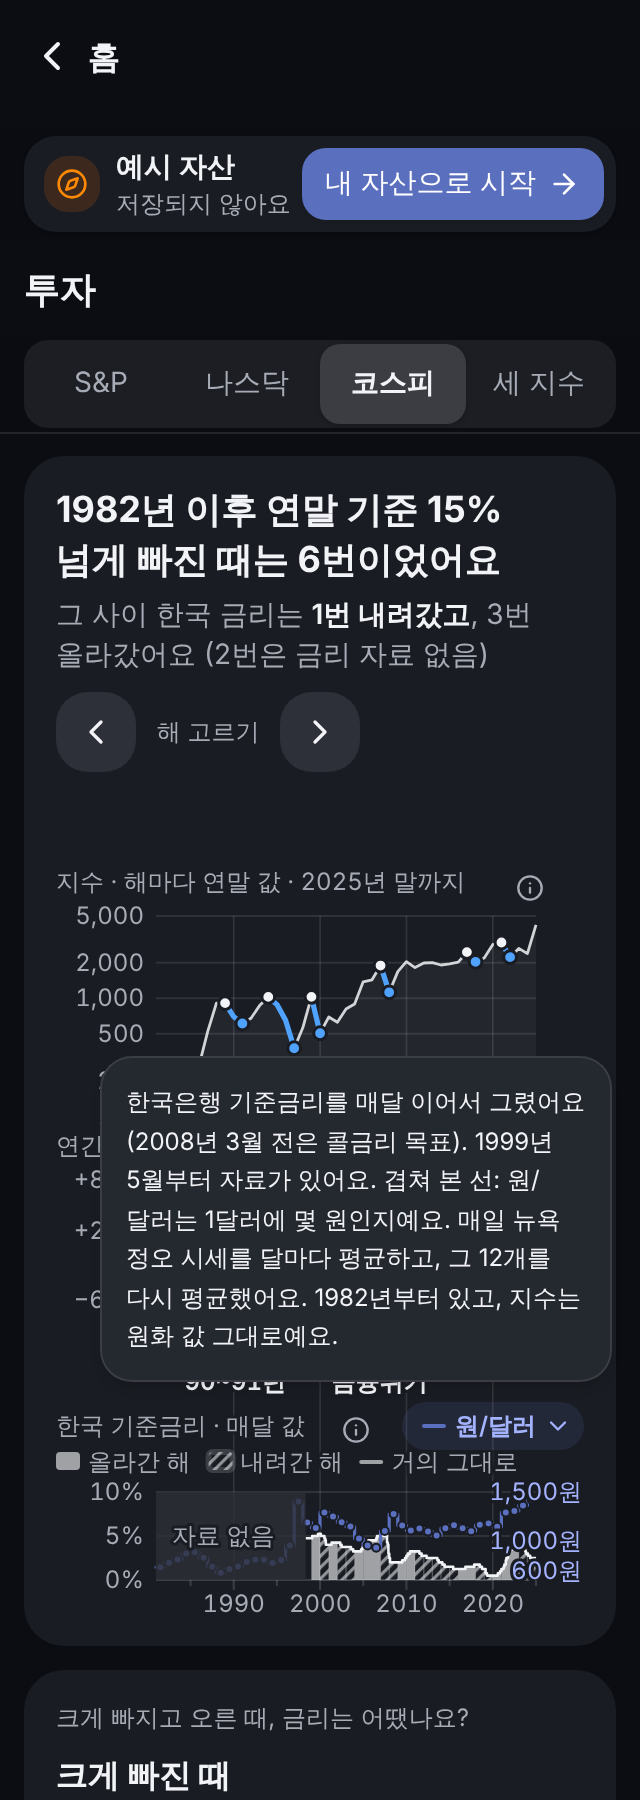 홈
예시 자산
저장되지 않아요
내 자산으로 시작
투자
S&P
나스닥
코스피
세 지수
1982년 이후 연말 기준 15%
넘게 빠진 때는 6번이었어요
그 사이 한국 금리는 1번 내려갔고, 3번
올라갔어요 (2번은 금리 자료 없음)
해 고르기
지수 · 해마다 연말 값 · 2025년 말까지
5,000
2,000
1,000
500
연간
한국은행 기준금리를 매달 이어서 그렸어요
(2008년 3월 전은 콜금리 목표). 1999년
5월부터 자료가 있어요. 겹쳐 본 선: 원/
달러는 1달러에 몇 원인지예요. 매일 뉴욕
정오 시세를 달마다 평균하고, 그 12개를
다시 평균했어요. 1982년부터 있고, 지수는
원화 값 그대로예요.
90~91년
금융위기
한국 기준금리 · 매달 값
원/달러
올라간 해
내려간 해
거의 그대로
10%
5%
0%
자료 없음
1,500원
1,000원
600원
1990
2000
2010
2020
크게 빠지고 오른 때, 금리는 어땠나요?
크게 빠진 때